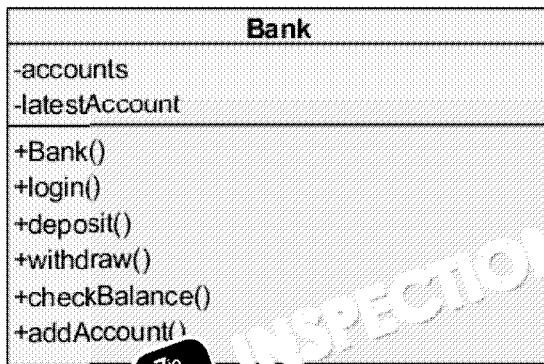 Bank
-accounts
-latestAccount
+Bank()
+login()
+deposit()
+withdraw()
+checkBalance()
+addAccount()
INSPECTION